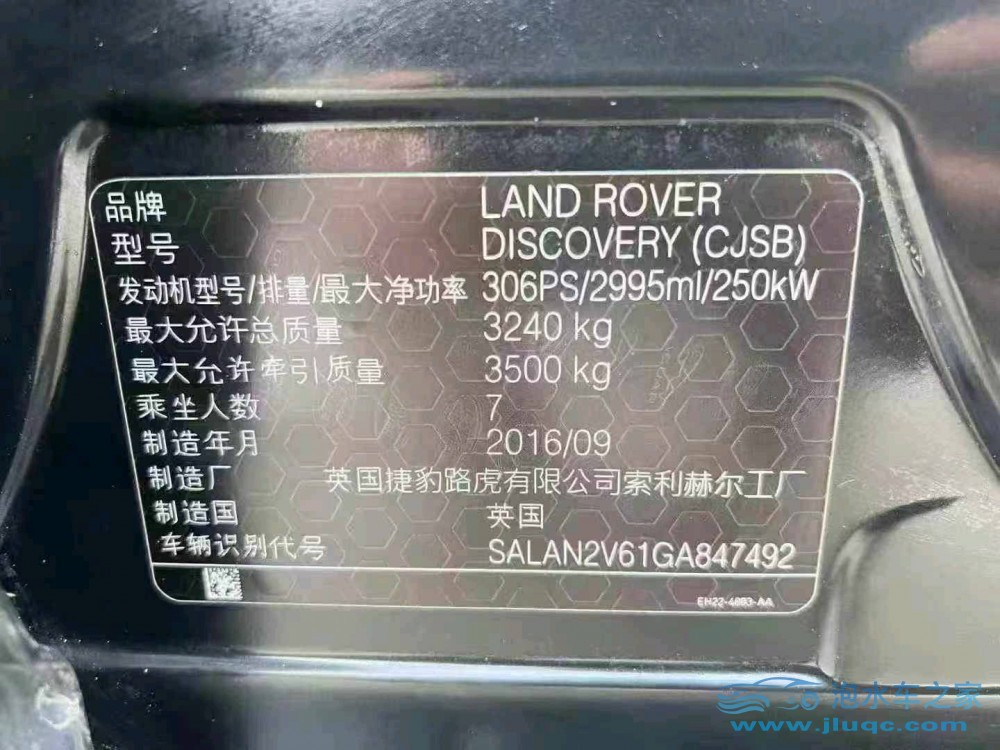 品牌 LAND ROVER
型号 DISCOVERY (CJSB)
发动机型号/排量/最大净功率 306PS/2995ml/250kW
最大允许总质量 3240 kg
最大允许牵引质量 3500 kg
乘坐人数 7
制造年月 2016/09
制造厂 英国捷豹路虎有限公司索利赫尔工厂
制造国 英国
车辆识别代号 SALAN2V61GA847492
EH22-4083-AA
泡水车之家
www.jluqc.com